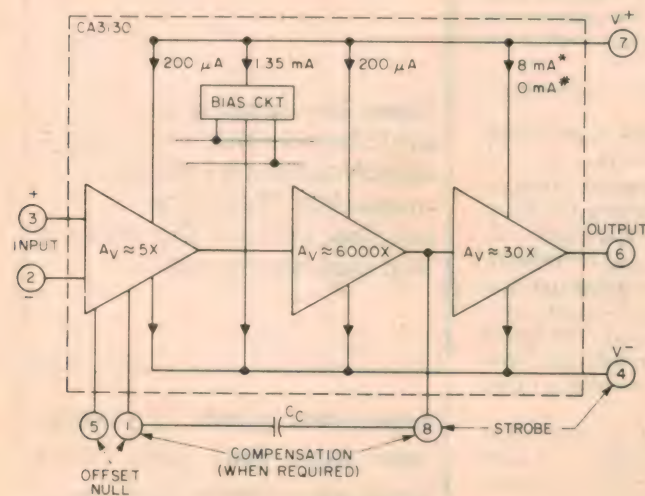 CA3130
V+
7
200 μA
1.35 mA
200 μA
8 mA*
0 mA#
BIAS CKT
+
3
INPUT
2
−
AV ≈ 5X
AV ≈ 6000X
AV ≈ 30X
OUTPUT
6
V−
4
5
1
CC
8
STROBE
OFFSET
NULL
COMPENSATION
(WHEN REQUIRED)